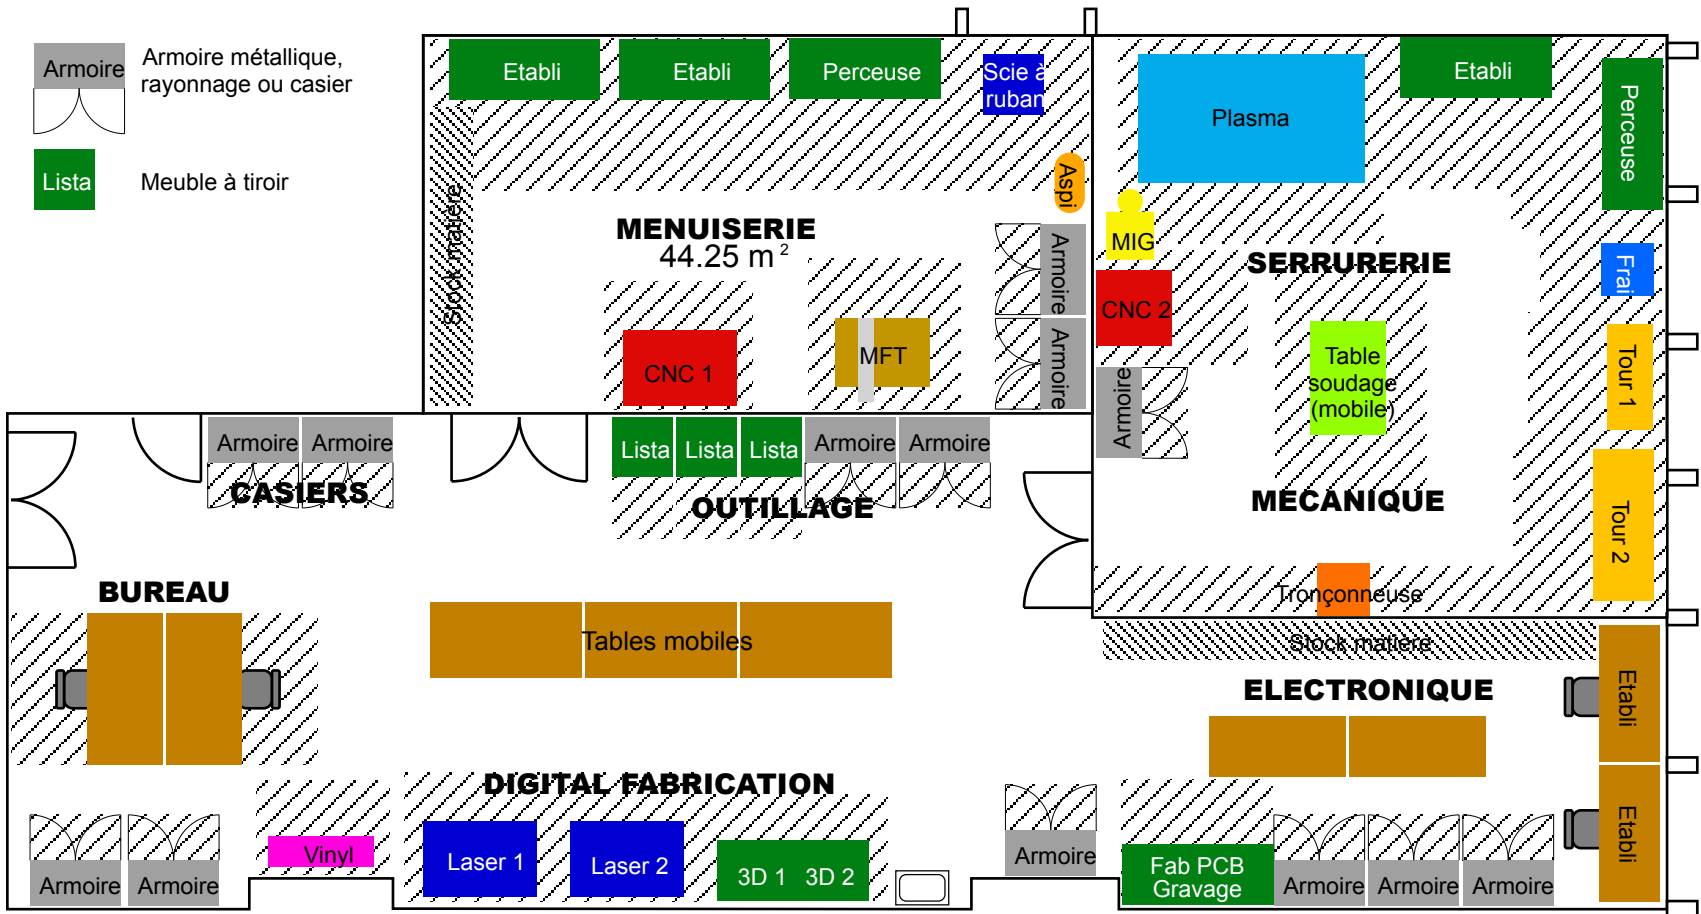 Armoire
Armoire métallique,
rayonnage ou casier
Lista
Meuble à tiroir
Etabli
Etabli
Perceuse
Scie à
ruban
Aspi
Stock matière
MENUISERIE
44.25 m²
Armoire
Armoire
CNC 1
MFT
Plasma
Etabli
Perceuse
MIG
SERRURERIE
Frai
CNC 2
Table
soudage
(mobile)
Tour 1
Armoire
MECANIQUE
Tour 2
Tronçonneuse
Armoire
Armoire
CASIERS
Lista
Lista
Lista
Armoire
Armoire
OUTILLAGE
BUREAU
Tables mobiles
Stock matière
ELECTRONIQUE
Etabli
Etabli
DIGITAL FABRICATION
Armoire
Armoire
Vinyl
Laser 1
Laser 2
3D 1
3D 2
Armoire
Fab PCB
Gravage
Armoire
Armoire
Armoire